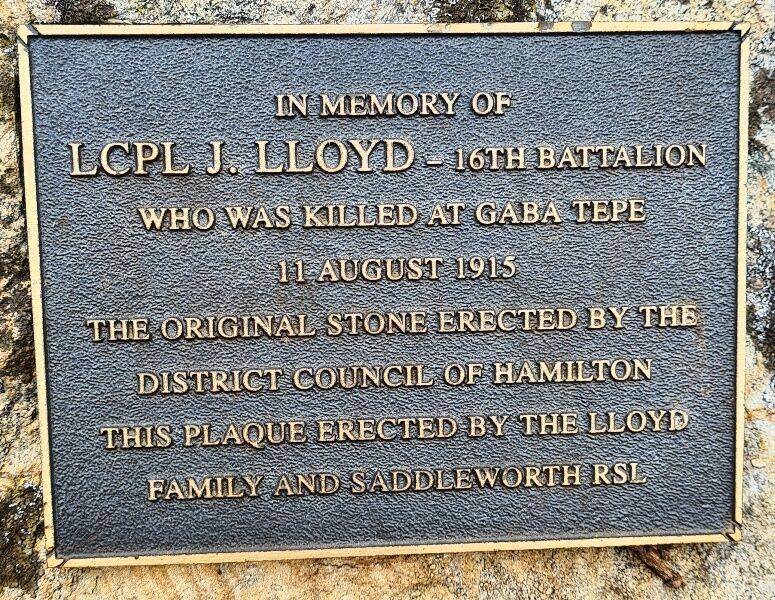 IN MEMORY OF
LCPL J. LLOYD – 16TH BATTALION
WHO WAS KILLED AT GABA TEPE
11 AUGUST 1915
THE ORIGINAL STONE ERECTED BY THE
DISTRICT COUNCIL OF HAMILTON
THIS PLAQUE ERECTED BY THE LLOYD
FAMILY AND SADDLEWORTH RSL